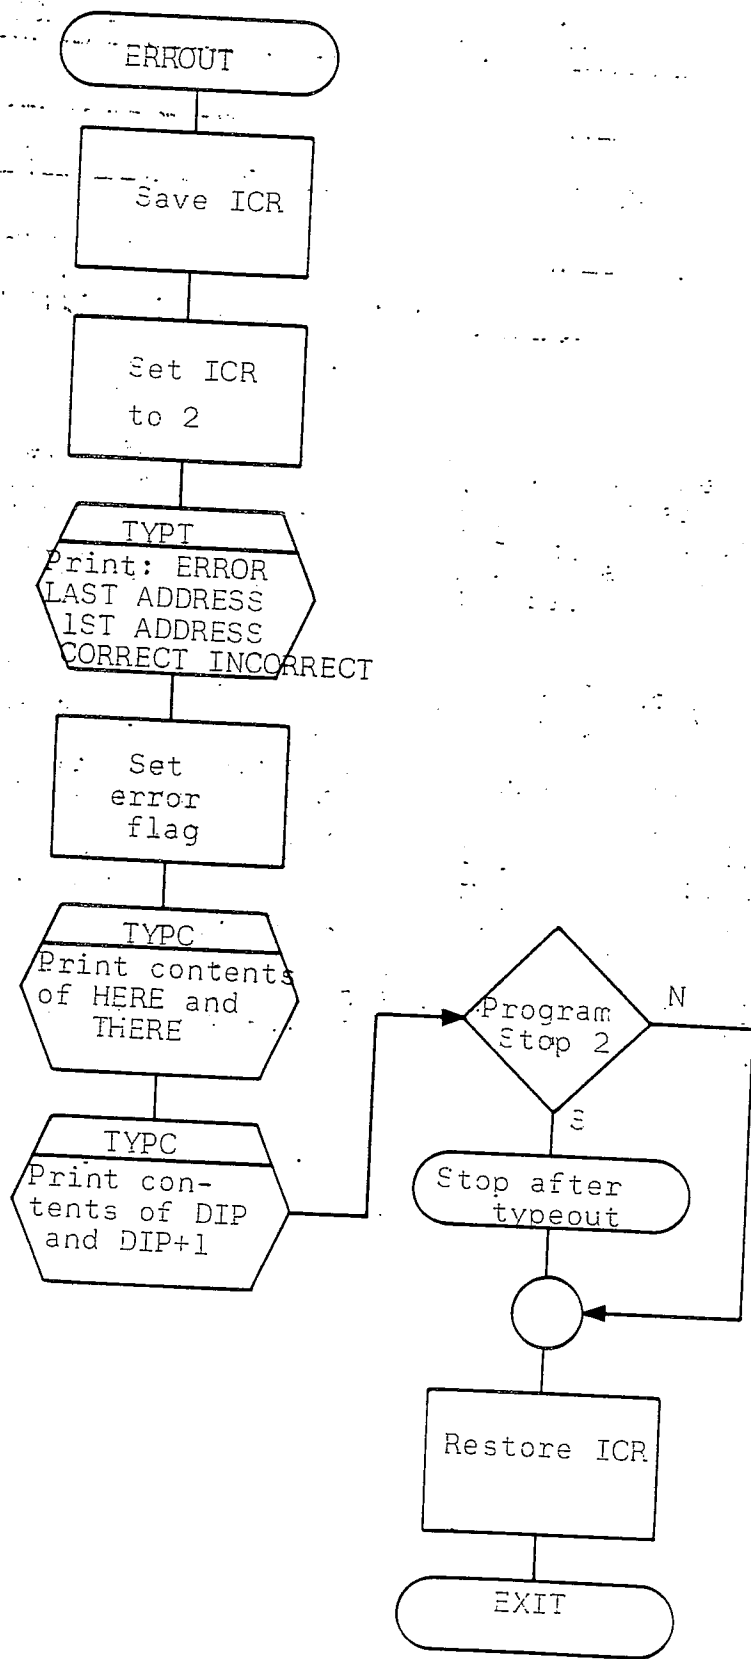 ERROUT
Save ICR
Set ICR
to 2
TYPT
Print: ERROR
LAST ADDRESS
1ST ADDRESS
CORRECT INCORRECT
Set
error
flag
TYPC
Print contents
of HERE and
THERE
TYPC
Print con-
tents of DIP
and DIP+1
Program
Stop 2
N
S
Stop after
typeout
Restore ICR
EXIT